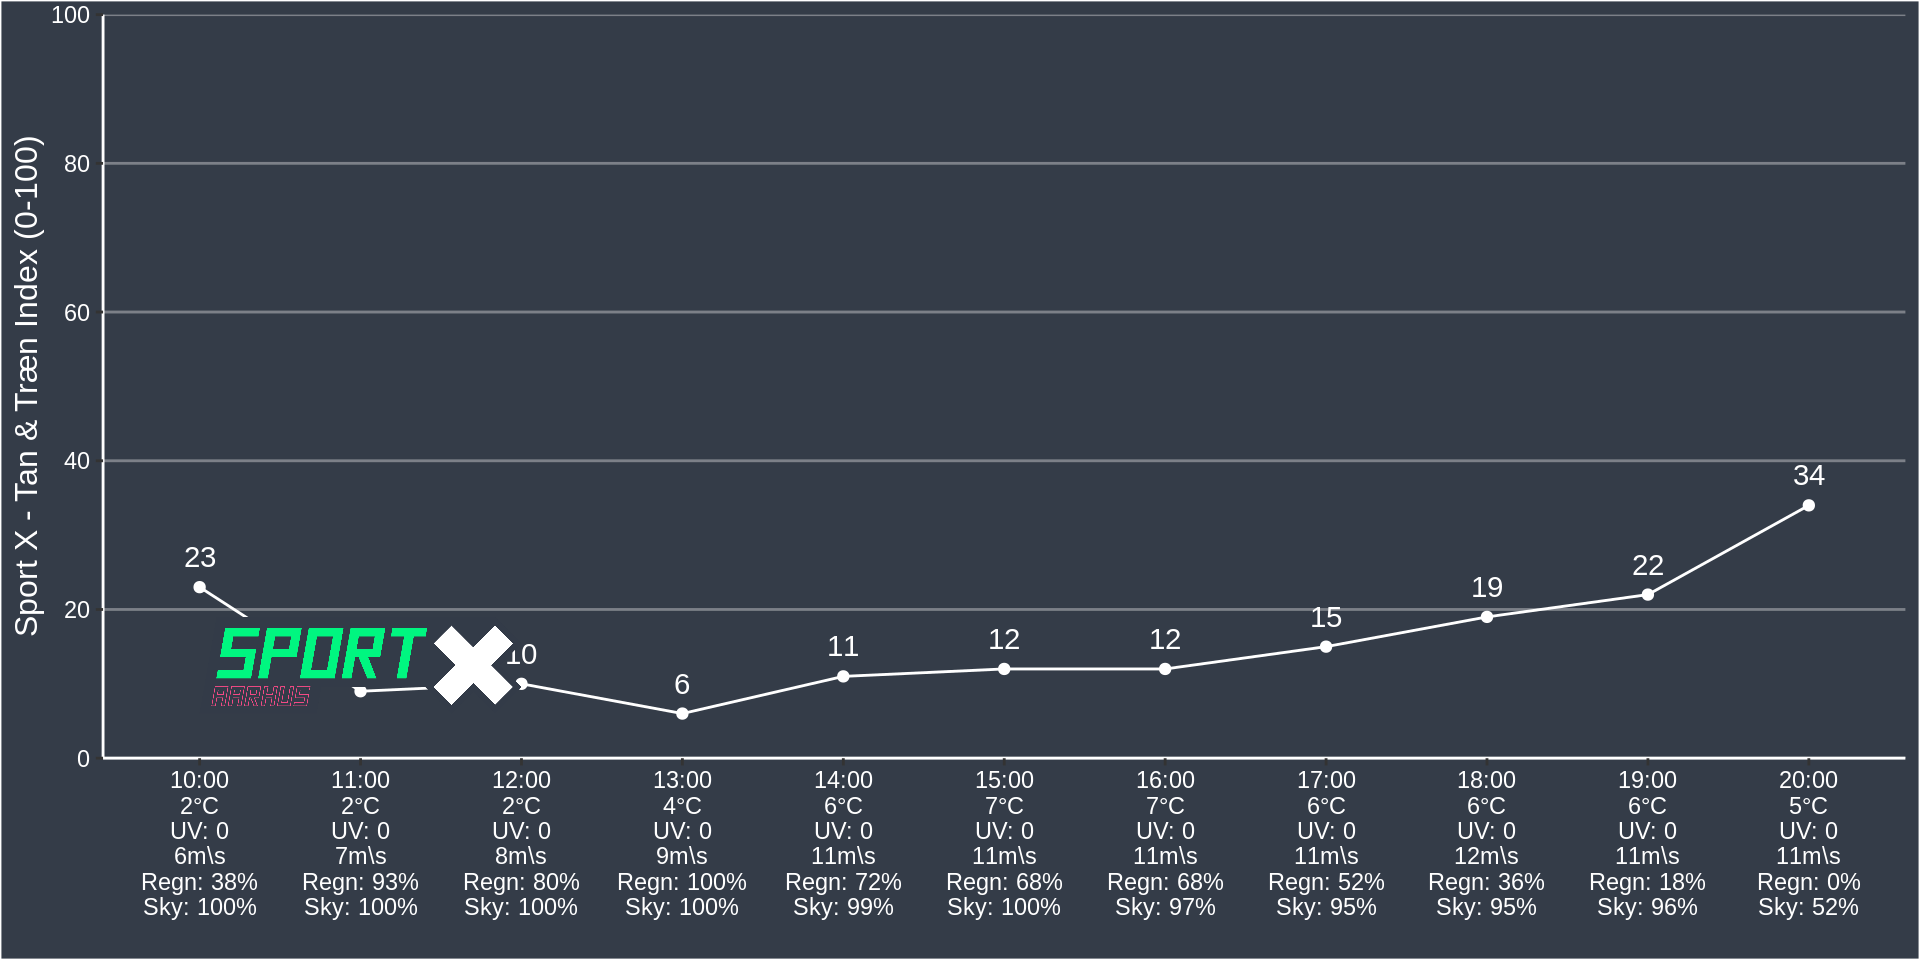 Sport X - Tan & Træn Index (0-100)
100
80
60
40
20
0
23
10
6
11
12
12
15
19
22
34
SPORT X
AARHUS
10:00 11:00 12:00 13:00 14:00 15:00 16:00 17:00 18:00 19:00 20:00
2°C 2°C 2°C 4°C 6°C 7°C 7°C 6°C 6°C 6°C 5°C
UV: 0 UV: 0 UV: 0 UV: 0 UV: 0 UV: 0 UV: 0 UV: 0 UV: 0 UV: 0 UV: 0
6m\s 7m\s 8m\s 9m\s 11m\s 11m\s 11m\s 11m\s 12m\s 11m\s 11m\s
Regn: 38% Regn: 93% Regn: 80% Regn: 100% Regn: 72% Regn: 68% Regn: 68% Regn: 52% Regn: 36% Regn: 18% Regn: 0%
Sky: 100% Sky: 100% Sky: 100% Sky: 100% Sky: 99% Sky: 100% Sky: 97% Sky: 95% Sky: 95% Sky: 96% Sky: 52%